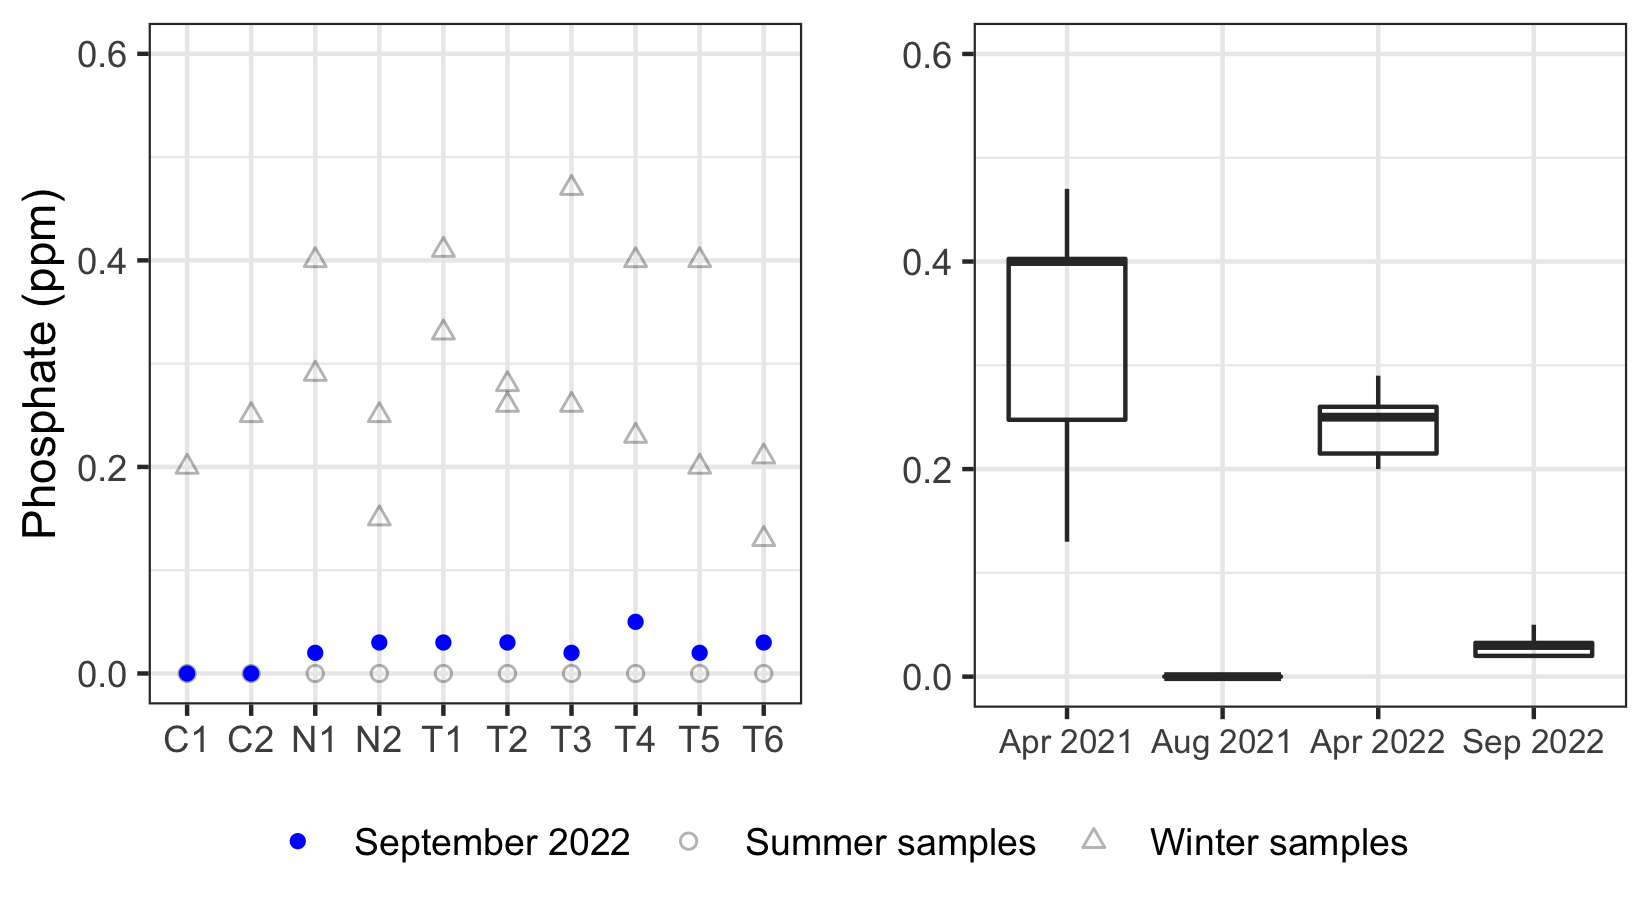 Phosphate (ppm)
0.6
0.4
0.2
0.0
C1 C2 N1 N2 T1 T2 T3 T4 T5 T6
0.6
0.4
0.2
0.0
Apr 2021 Aug 2021 Apr 2022 Sep 2022
September 2022 Summer samples Winter samples